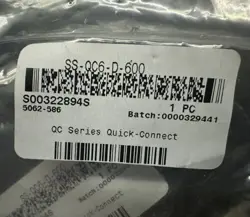 SS-QC6-D-600
S00322894S
1 PC
5062-586
Batch:0000329441
QC Series Quick-Connect